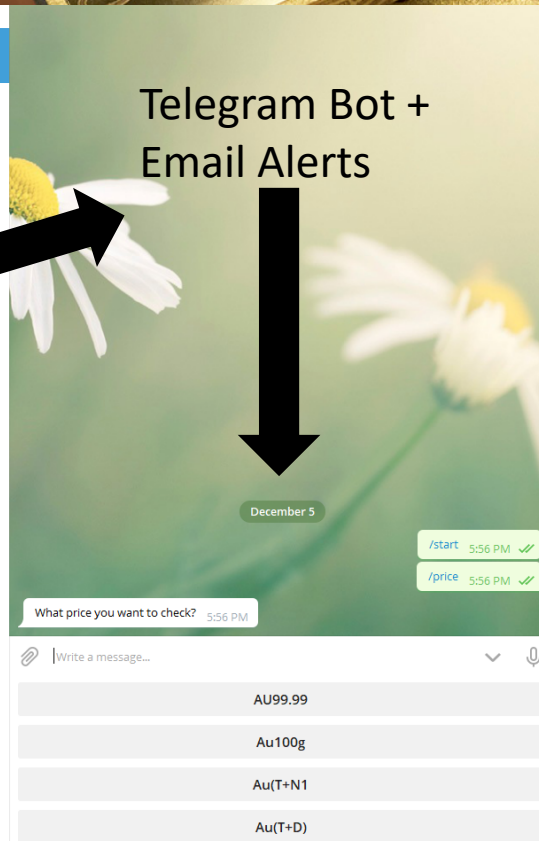 Telegram Bot +
Email Alerts
December 5
/start 5:56 PM
/price 5:56 PM
What price you want to check? 5:56 PM
Write a message...
AU99.99
Au100g
Au(T+N1
Au(T+D)